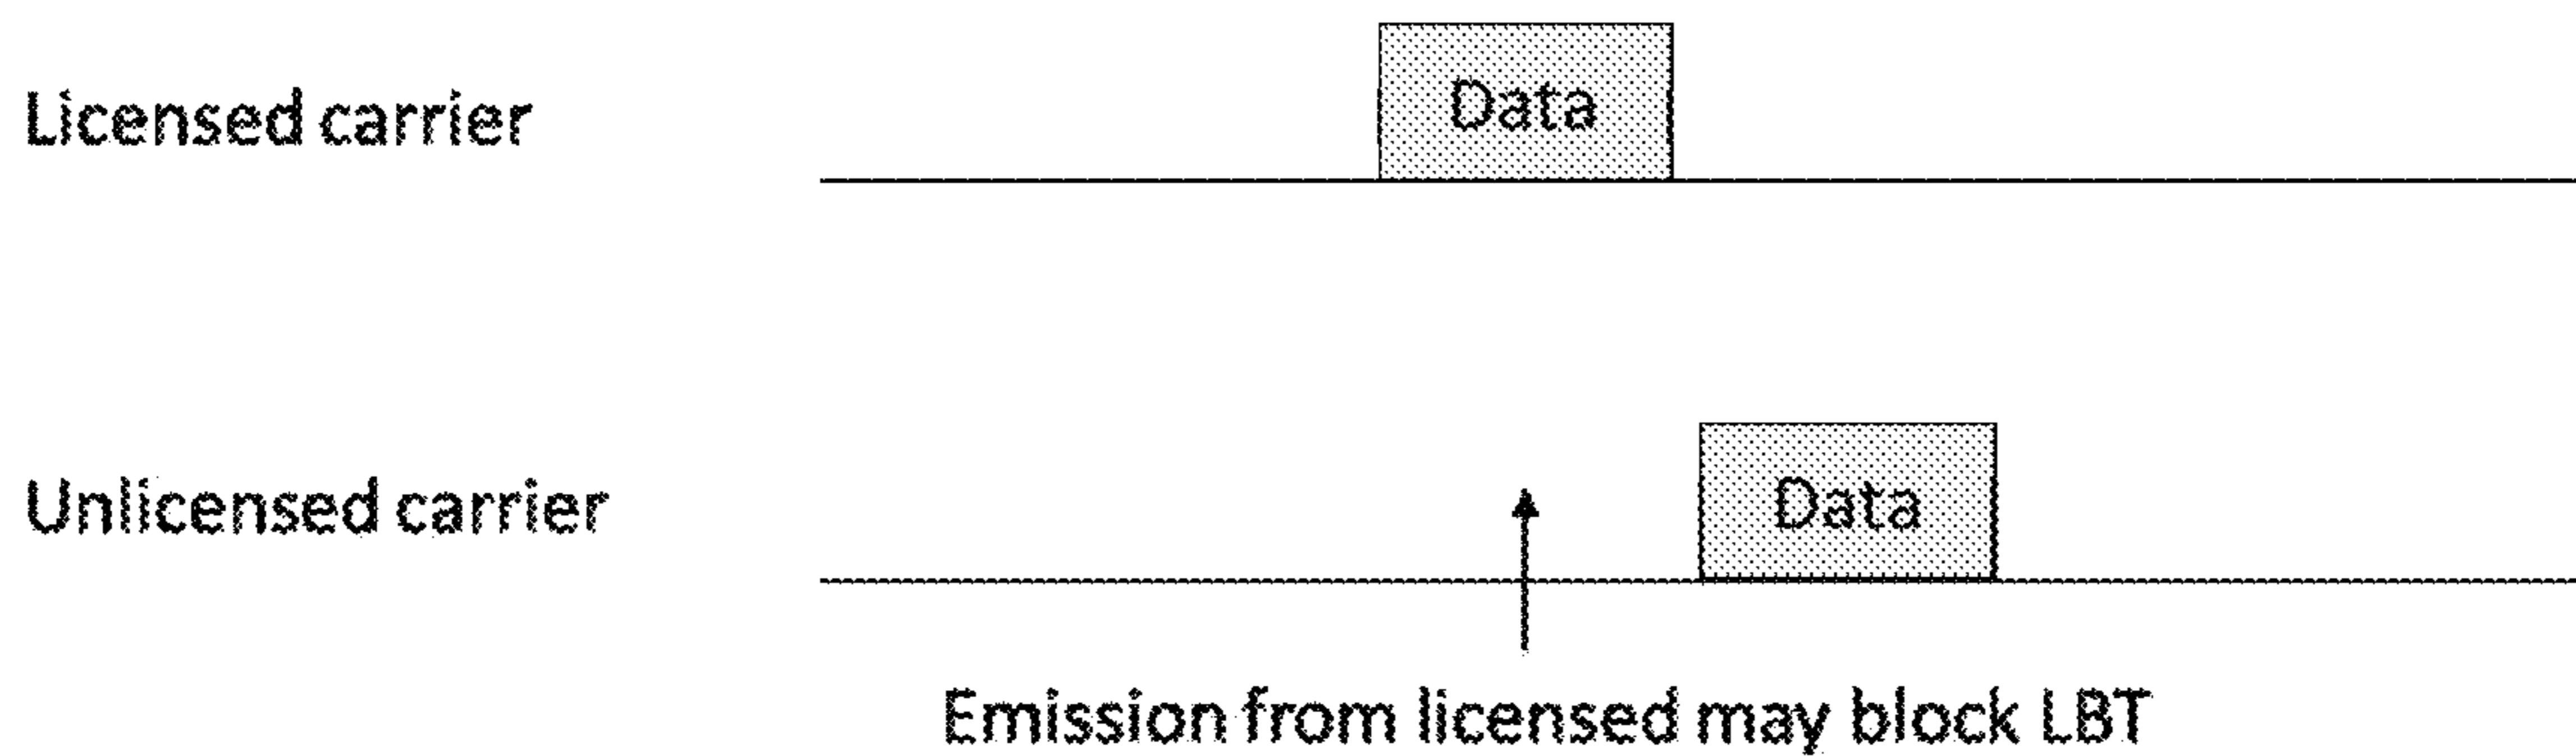 Data
Licensed carrier
Data
Unlicensed carrier
Emission from licensed may block LBT